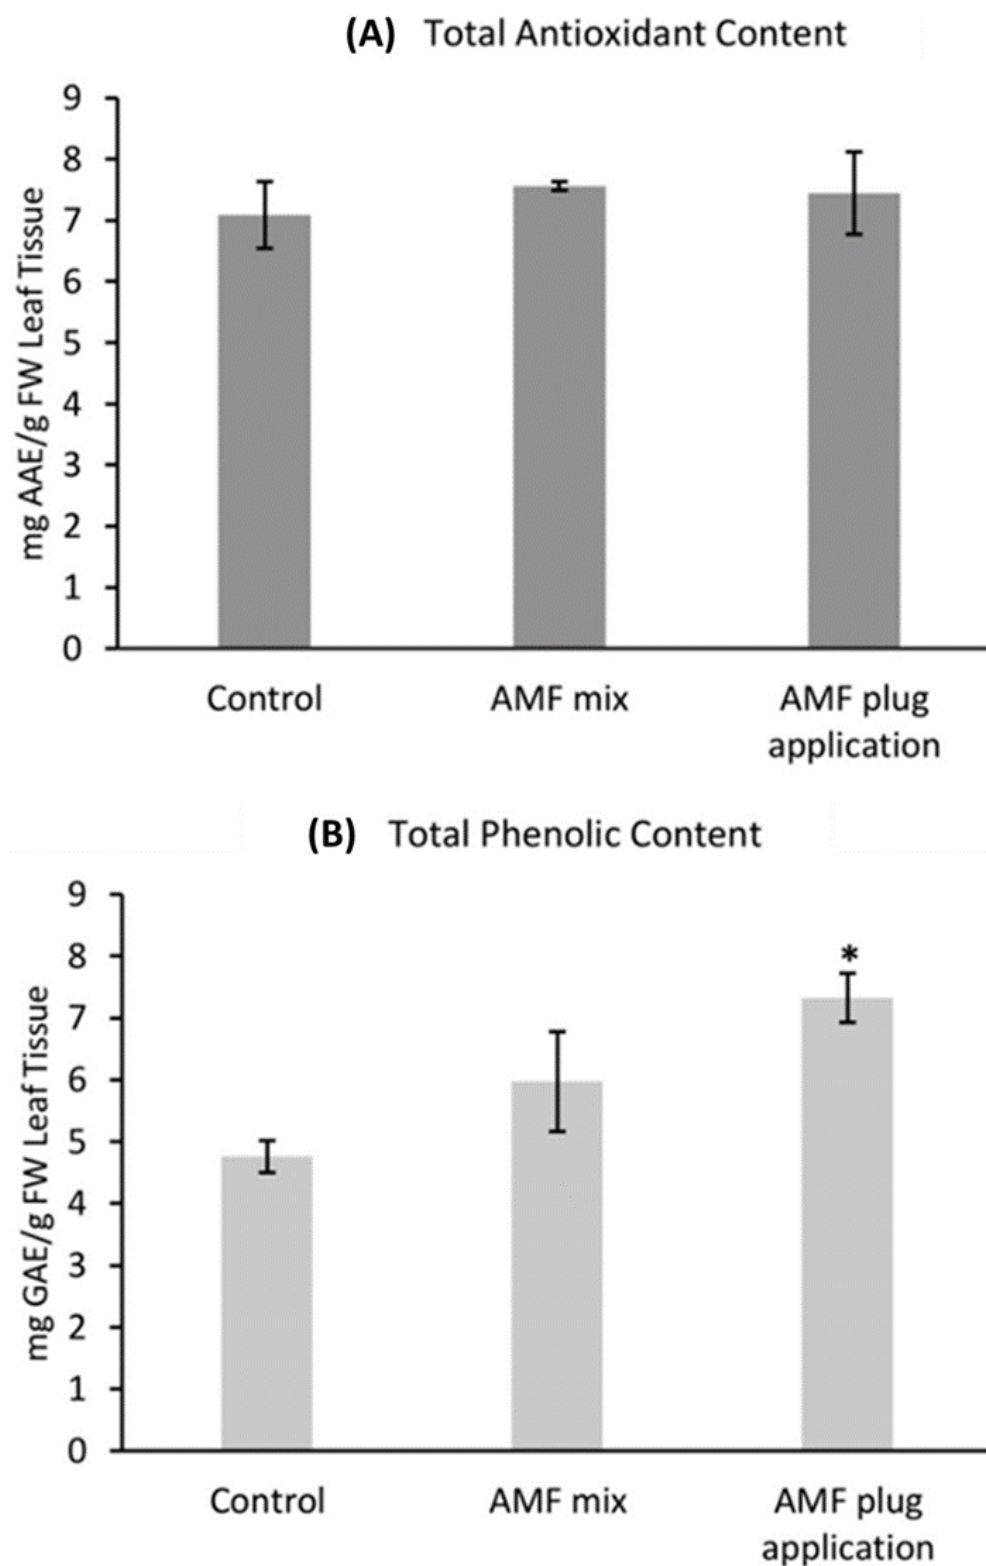 (A) Total Antioxidant Content
mg AAE/g FW Leaf Tissue
9
8
7
6
5
4
3
2
1
0
Control
AMF mix
AMF plug
application
(B) Total Phenolic Content
mg GAE/g FW Leaf Tissue
9
8
7
6
5
4
3
2
1
0
*
Control
AMF mix
AMF plug
application